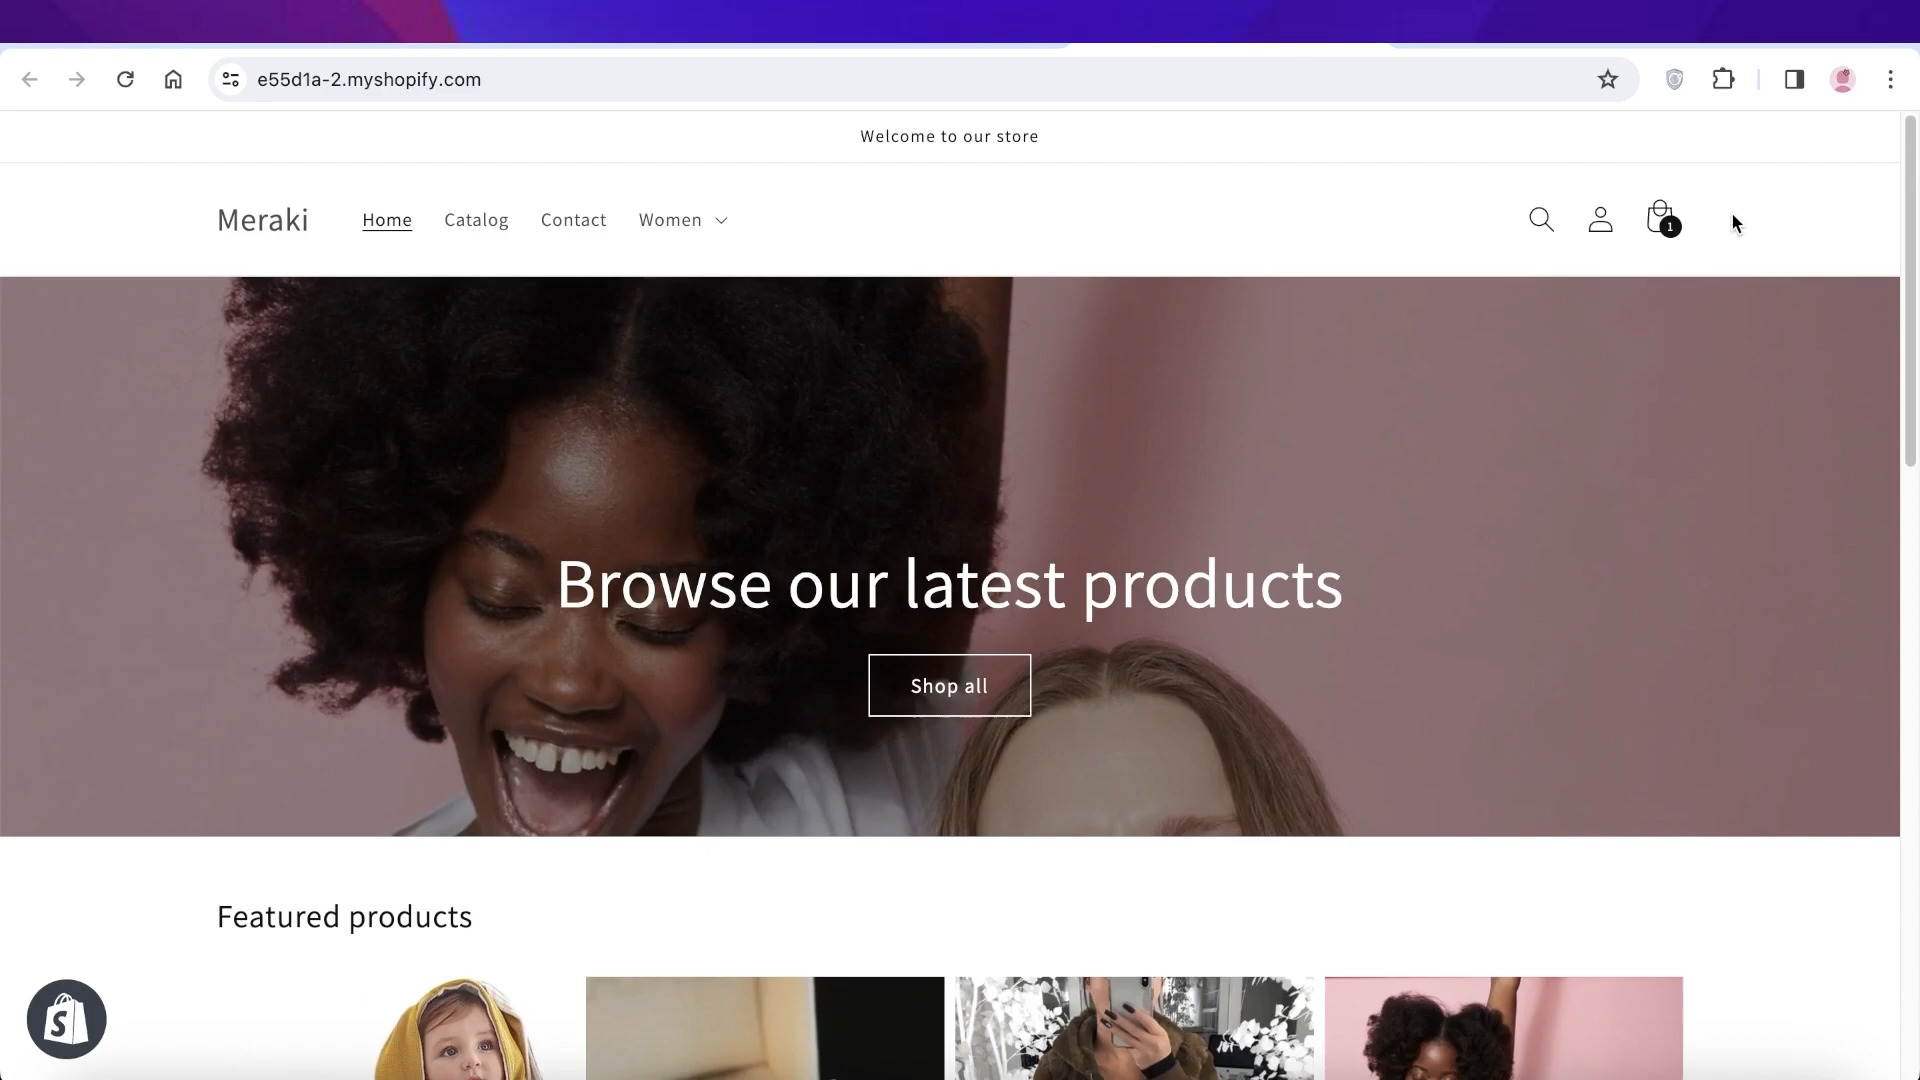 e55d1a-2.myshopify.com
Welcome to our store
Meraki
Home
Catalog
Contact
Women
1
Browse our latest products
Shop all
Featured products
S